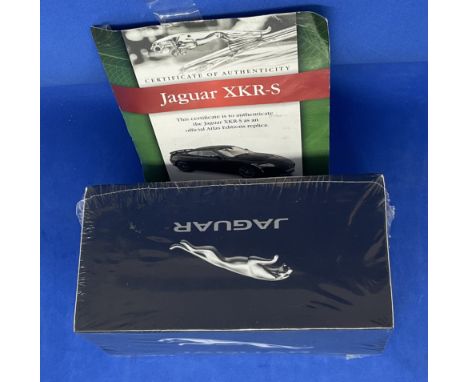 CERTIFICATE OF AUTHENTICITY
Jaguar XKR-S
This certificate is to authenticate
the Jaguar XKR-S as an
official Atlas Editions replica.
JAGUAR